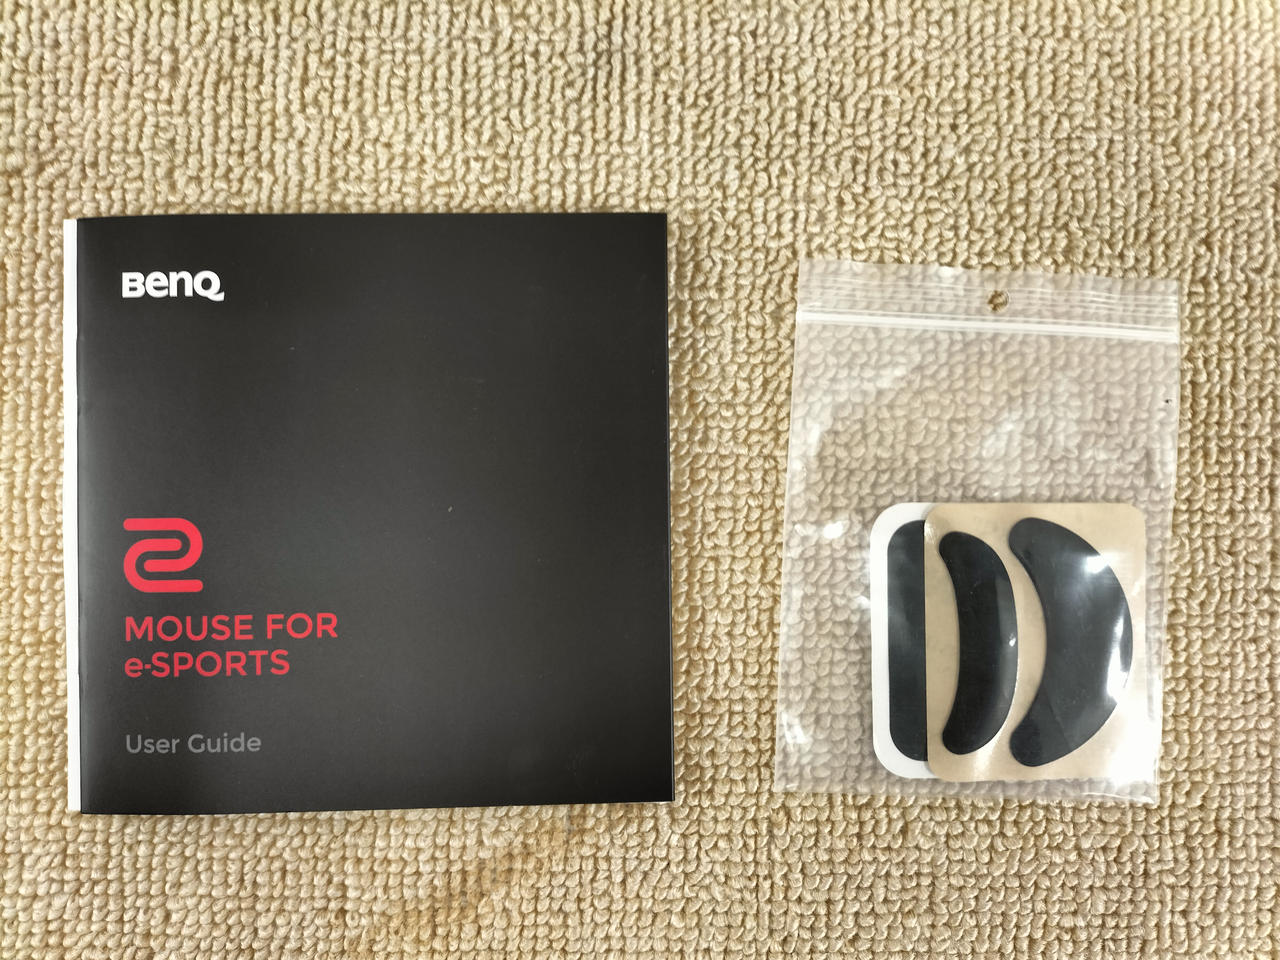 BenQ
MOUSE FOR
e-SPORTS
User Guide